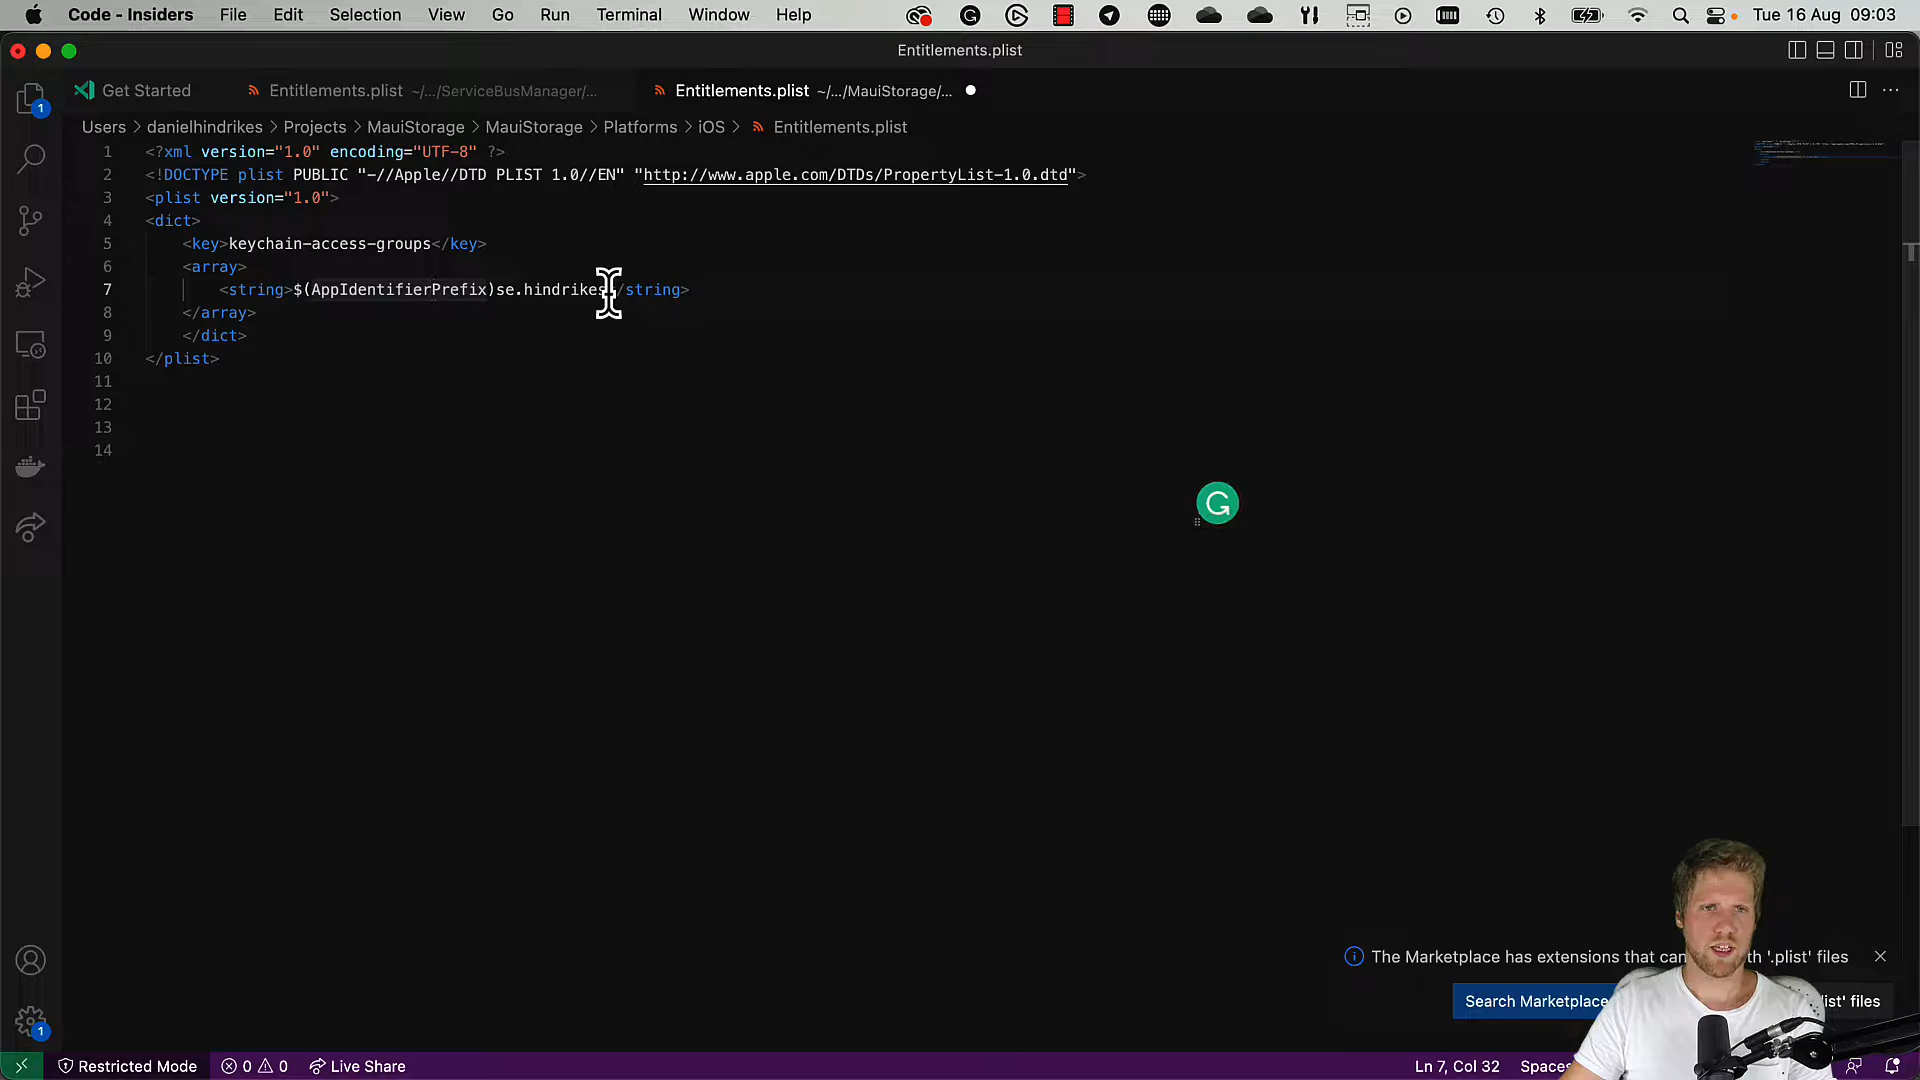 Code - Insiders File Edit Selection View Go Run Terminal Window Help Tue 16 Aug 09:03
Entitlements.plist
Get Started Entitlements.plist ~/.../ServiceBusManager/... Entitlements.plist ~/.../MauiStorage/...
Users > danielhindrikes > Projects > MauiStorage > MauiStorage > Platforms > iOS > Entitlements.plist
1 <?xml version="1.0" encoding="UTF-8" ?>
2 <!DOCTYPE plist PUBLIC "-//Apple//DTD PLIST 1.0//EN" "http://www.apple.com/DTDs/PropertyList-1.0.dtd">
3 <plist version="1.0">
4 <dict>
5 <key>keychain-access-groups</key>
6 <array>
7 <string>$(AppIdentifierPrefix)se.hindrikes</string>
8 </array>
9 </dict>
10 </plist>
11
12
13
14
The Marketplace has extensions that can '.plist' files
Search Marketplace files
1
1
Restricted Mode 0 0 Live Share Ln 7, Col 32 Spaces